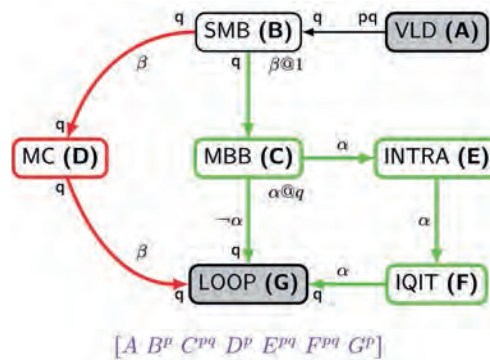 q SMB (B) q pq VLD (A)
β q β@1
q
MC (D) MBB (C) α INTRA (E)
q α@q
¬α α
β q α
q LOOP (G) q IQIT (F)
[A B^p C^pq D^p E^pq F^pq G^p]